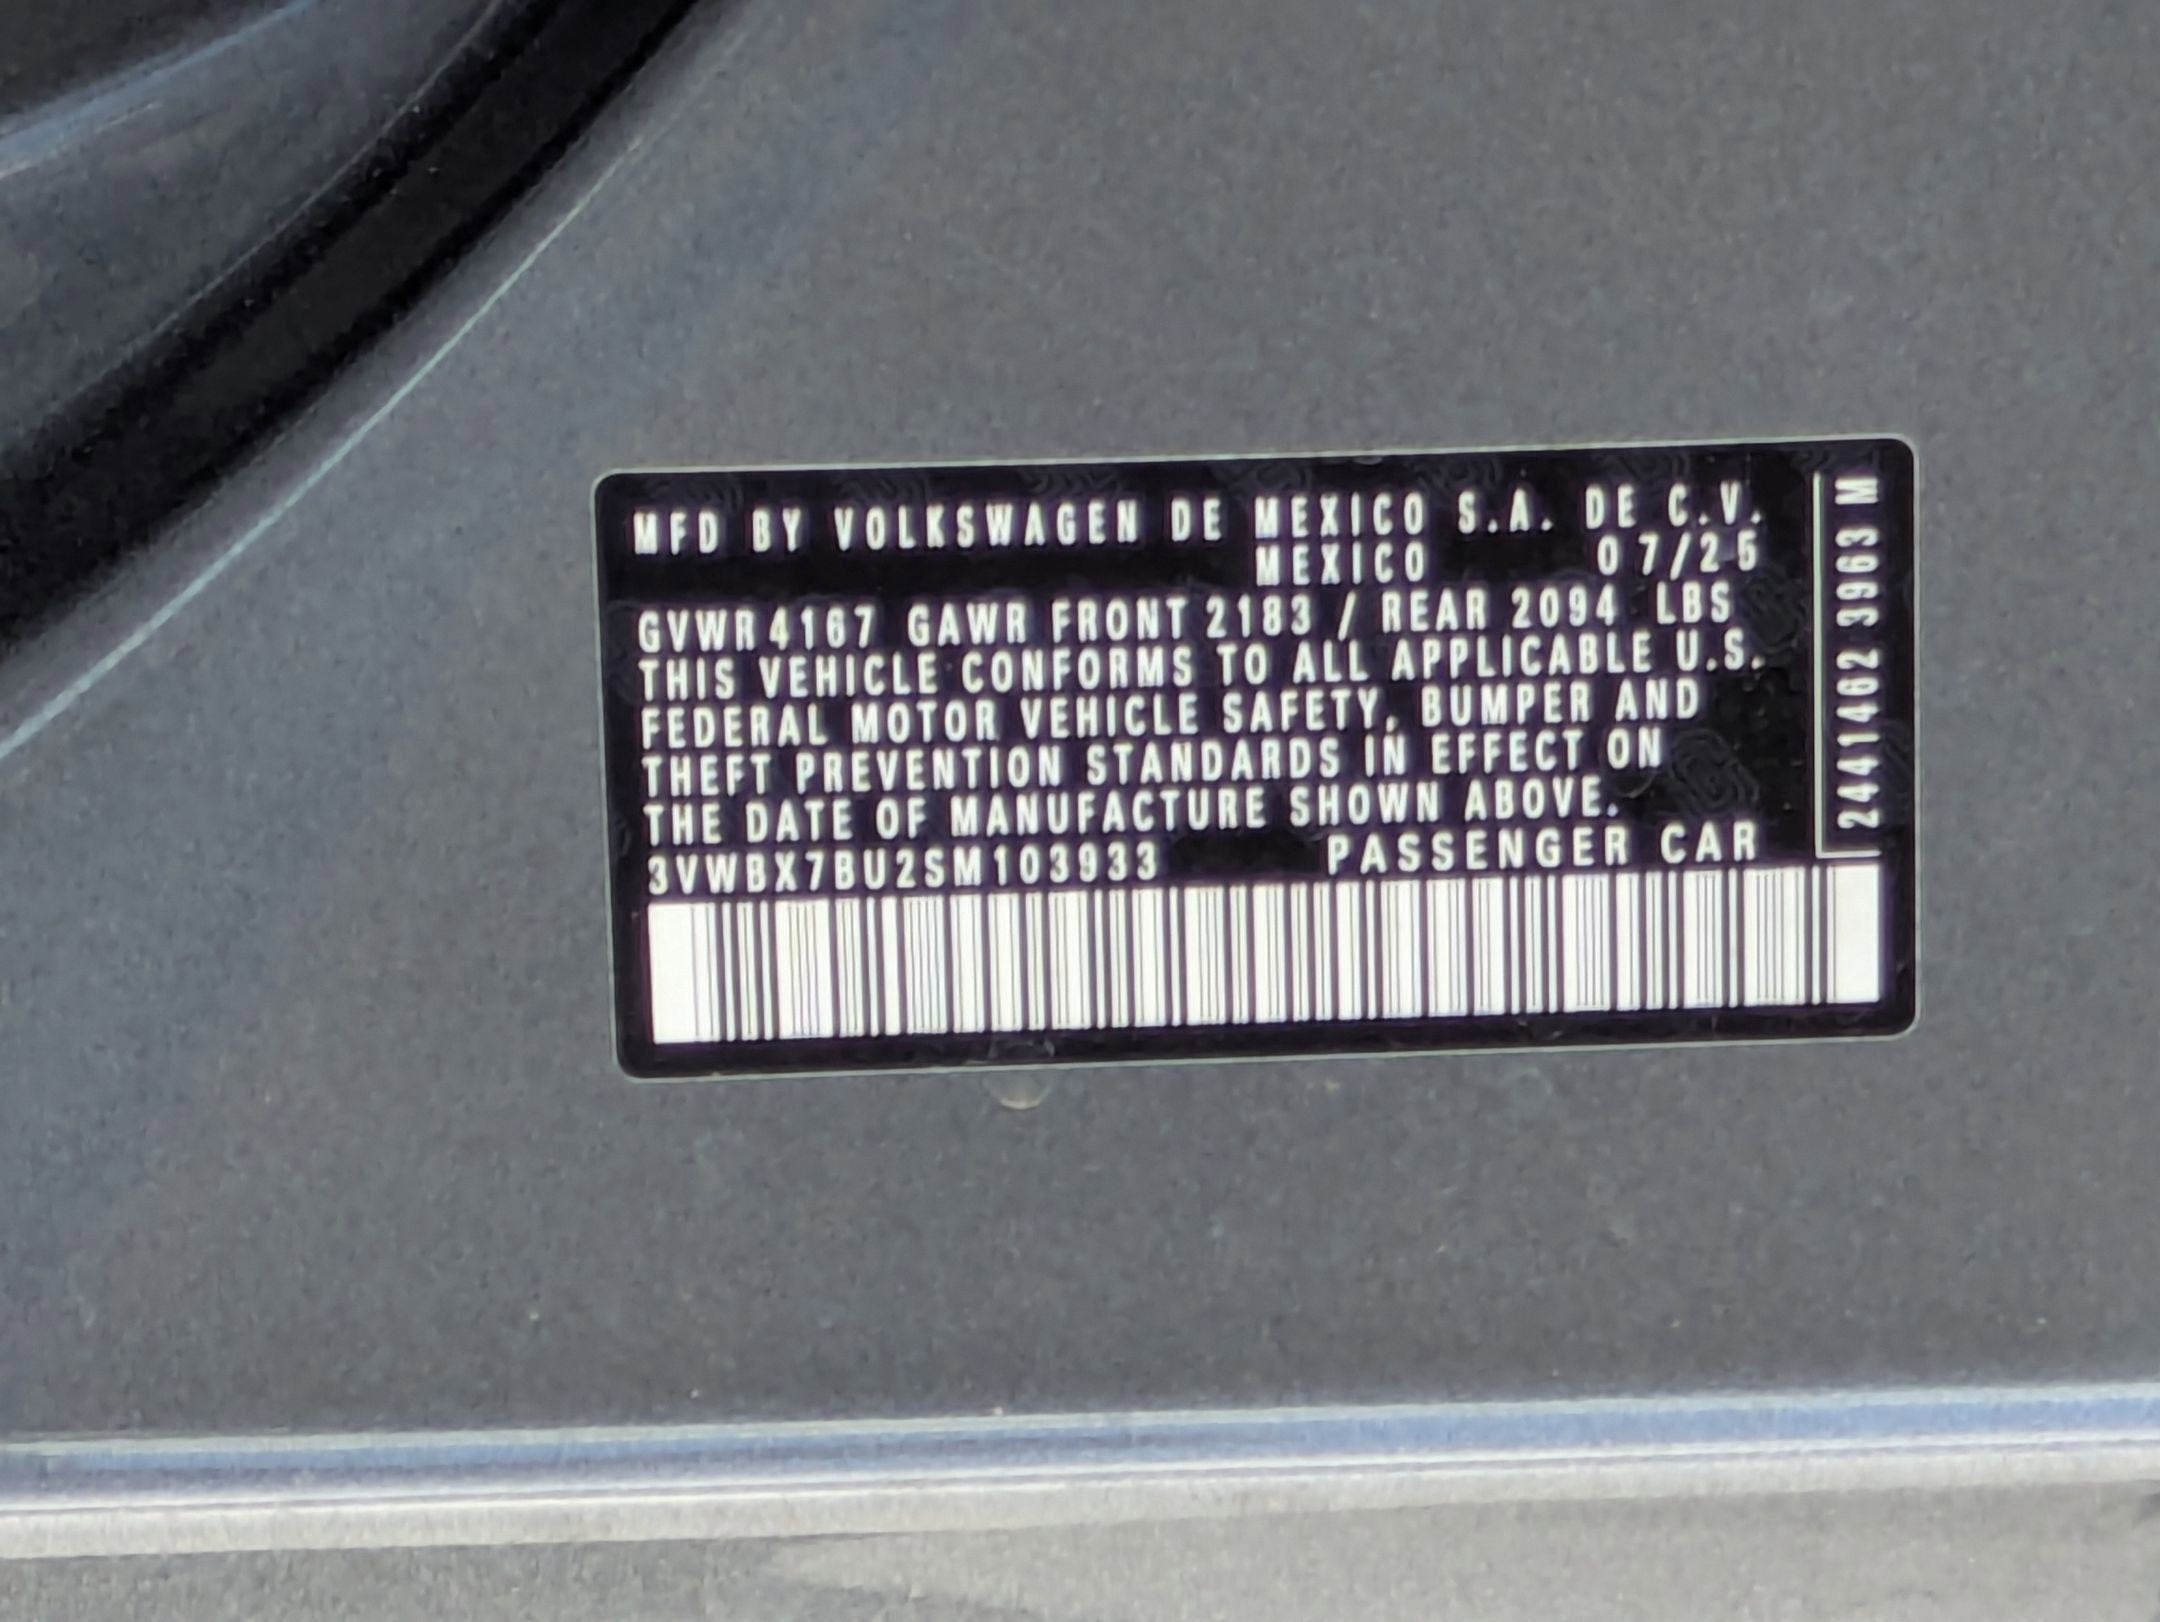 MFD BY VOLKSWAGEN DE MEXICO S.A. DE C.V.
MEXICO 07/25
GVWR 4167 GAWR FRONT 2183 / REAR 2094 LBS
THIS VEHICLE CONFORMS TO ALL APPLICABLE U.S.
FEDERAL MOTOR VEHICLE SAFETY, BUMPER AND
THEFT PREVENTION STANDARDS IN EFFECT ON
THE DATE OF MANUFACTURE SHOWN ABOVE.
3VWBX7BU2SM103933 PASSENGER CAR
24414602 3963 M